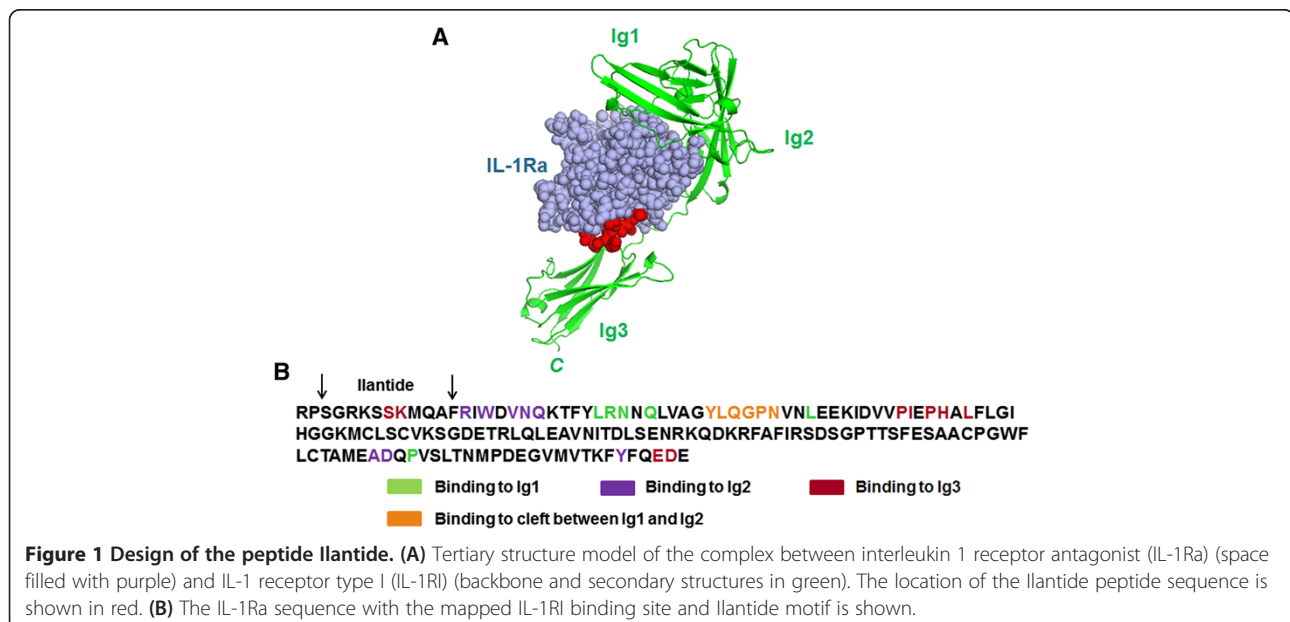 A
Ig1
Ig2
IL-1Ra
Ig3
C
B
Ilantide
RPSGRKSSKMQAFRIWDVNQKTFYLRNNQLVAGYLQGPNVNLEEKIDVVPIEPHALFLGI
HGGKMCLSCVKSGDETRLQLEAVNITDLSENRKQDKRFAFIRSDSGPTTSFESAACPGWF
LCTAMEADQPVSLTNMPDEGVMVTKFYFQEDE
Binding to Ig1 Binding to Ig2 Binding to Ig3
Binding to cleft between Ig1 and Ig2
Figure 1 Design of the peptide Ilantide. (A) Tertiary structure model of the complex between interleukin 1 receptor antagonist (IL-1Ra) (space
filled with purple) and IL-1 receptor type I (IL-1RI) (backbone and secondary structures in green). The location of the Ilantide peptide sequence is
shown in red. (B) The IL-1Ra sequence with the mapped IL-1RI binding site and Ilantide motif is shown.